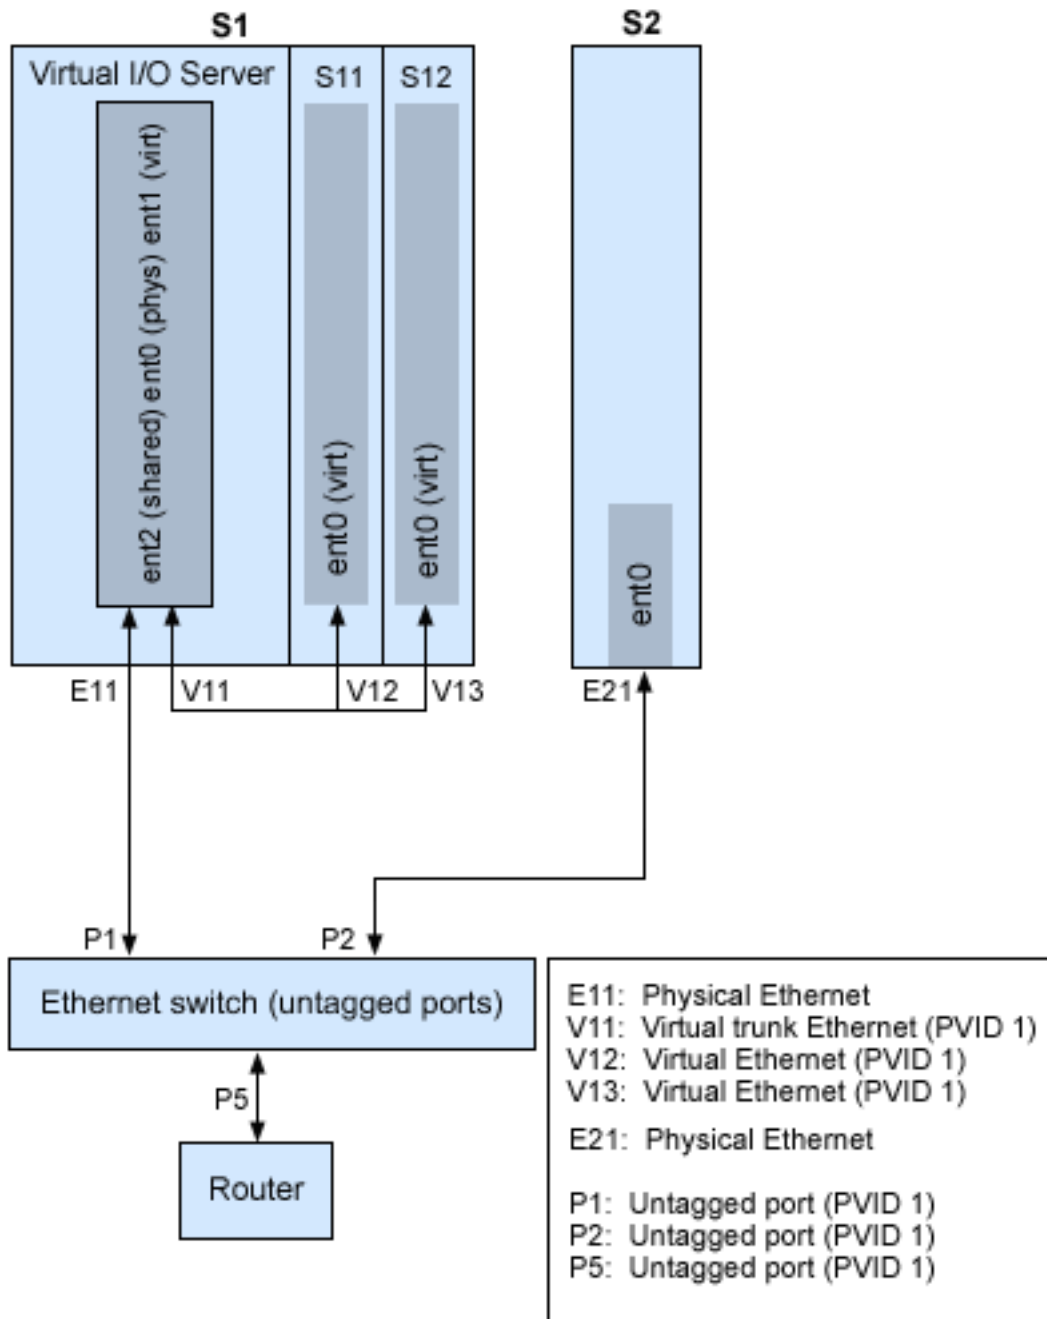 S1
S2
Virtual I/O Server
S11
S12
ent2 (shared) ent0 (phys) ent1 (virt)
ent0 (virt)
ent0 (virt)
ent0
E11
V11
V12
V13
E21
P1
P2
Ethernet switch (untagged ports)
P5
Router
E11: Physical Ethernet
V11: Virtual trunk Ethernet (PVID 1)
V12: Virtual Ethernet (PVID 1)
V13: Virtual Ethernet (PVID 1)
E21: Physical Ethernet
P1: Untagged port (PVID 1)
P2: Untagged port (PVID 1)
P5: Untagged port (PVID 1)